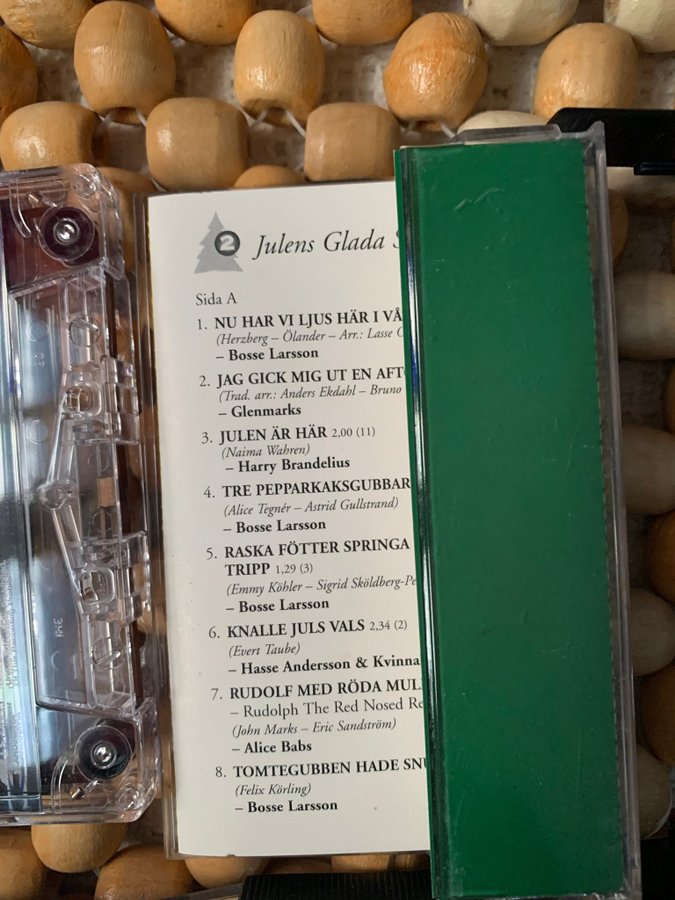 2 Julens Glada
Sida A
1. NU HAR VI LJUS HÄR I
(Herzberg – Ölander – Arr.: Lasse
– Bosse Larsson
2. JAG GICK MIG UT EN
(Trad. arr.: Anders Ekdahl – Bruno
– Glenmarks
3. JULEN ÄR HÄR 2,00 (11)
(Naima Wahren)
– Harry Brandelius
4. TRE PEPPARKAKSGUBBAR
(Alice Tegnér – Astrid Gullstrand)
– Bosse Larsson
5. RASKA FÖTTER SPRINGA
TRIPP 1,29 (3)
(Emmy Köhler – Sigrid Sköldberg-Pe
– Bosse Larsson
6. KNALLE JULS VALS 2,34 (2)
(Evert Taube)
– Hasse Andersson & Kvinna
7. RUDOLF MED RÖDA MUL
– Rudolph The Red Nosed Re
(John Marks – Eric Sandström)
– Alice Babs
8. TOMTEGUBBEN HADE SN
(Felix Körling)
– Bosse Larsson